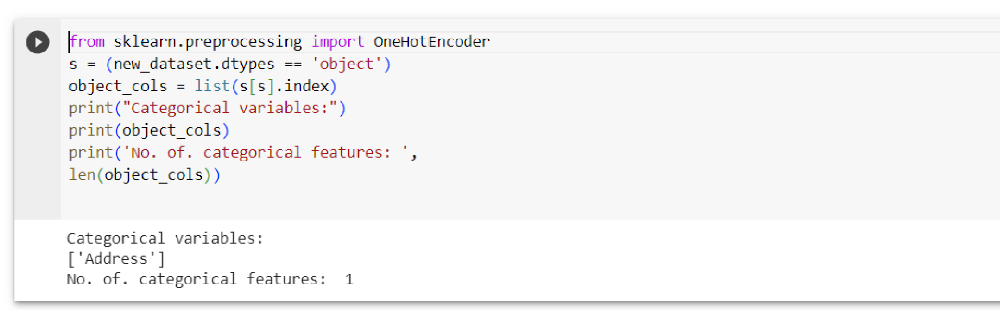 from sklearn.preprocessing import OneHotEncoder
s = (new_dataset.dtypes == 'object')
object_cols = list(s[s].index)
print("Categorical variables:")
print(object_cols)
print('No. of. categorical features: ',
len(object_cols))
Categorical variables:
['Address']
No. of. categorical features:  1